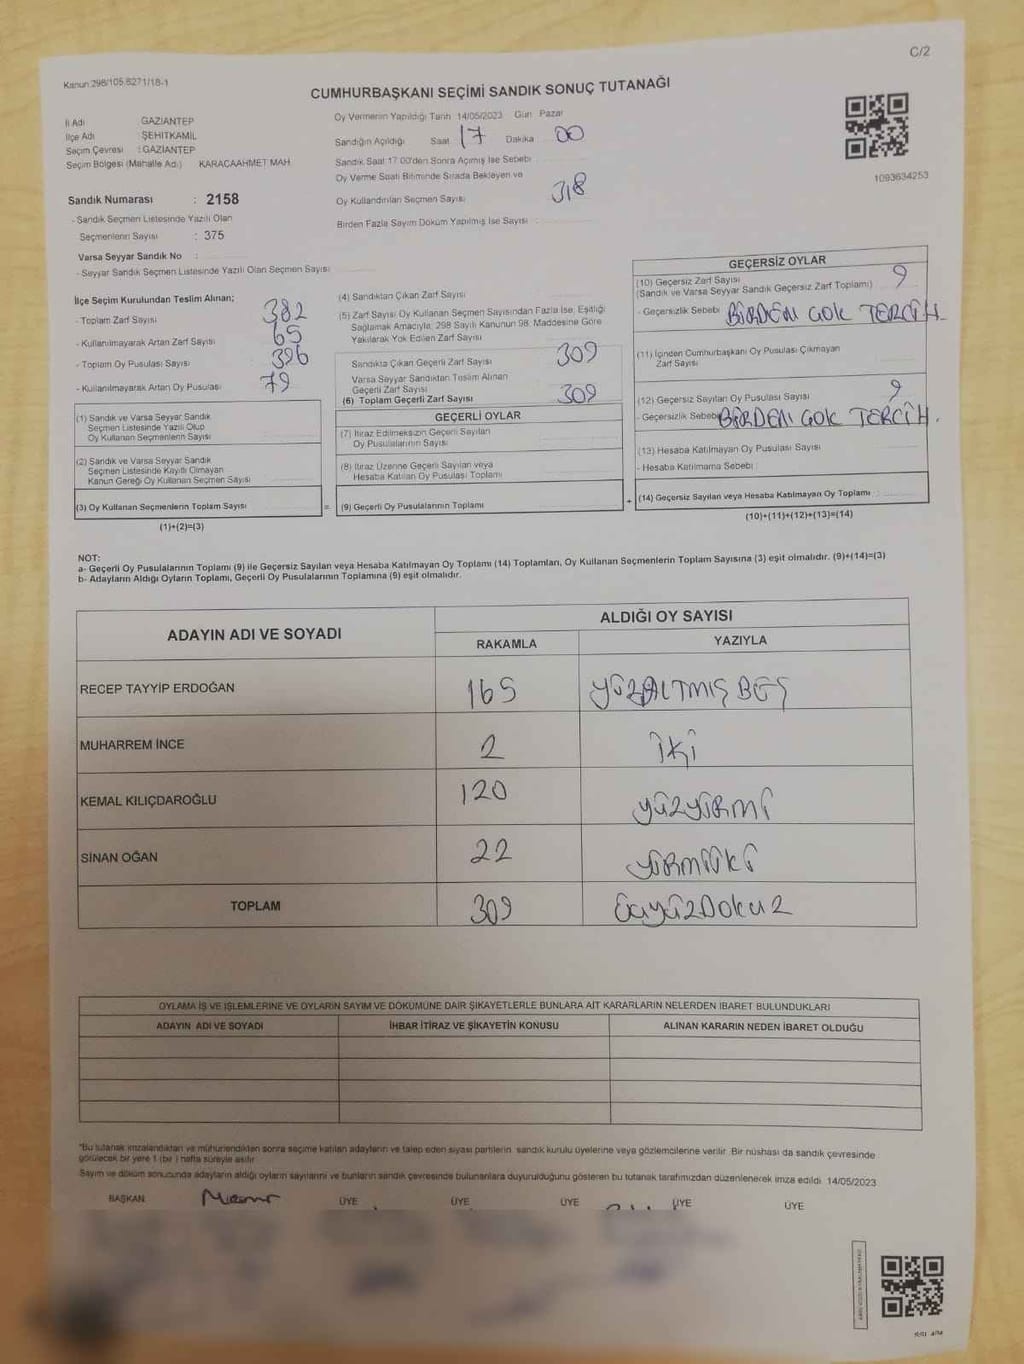 C/2
Kanun 298/105,6271/18-1
CUMHURBAŞKANI SEÇİMİ SANDIK SONUÇ TUTANAĞI
İl Adı GAZİANTEP
İlçe Adı ŞEHİTKAMİL
Seçim Çevresi : GAZİANTEP
Seçim Bölgesi (Mahalle Adı) KARACAAHMET MAH
Sandık Numarası : 2158
- Sandık Seçmen Listesinde Yazılı Olan
Seçmenlerin Sayısı : 375
Varsa Seyyar Sandık No :
- Seyyar Sandık Seçmen Listesinde Yazılı Olan Seçmen Sayısı
Oy Vermenin Yapıldığı Tarih 14/05/2023 Gün Pazar
Sandığın Açıldığı Saat 17 Dakika 00
Sandık Saat 17.00'den Sonra Açılmış İse Sebebi
Oy Verme Saati Bitiminde Sırada Bekleyen ve
Oy Kullandırılan Seçmen Sayısı 318
Birden Fazla Sayım Döküm Yapılmış İse Sayısı
1093634253
İlçe Seçim Kurulundan Teslim Alınan;
- Toplam Zarf Sayısı 382
- Kullanılmayarak Artan Zarf Sayısı 65
- Toplam Oy Pusulası Sayısı 396
- Kullanılmayarak Artan Oy Pusulası 79
(1) Sandık ve Varsa Seyyar Sandık
Seçmen Listesinde Yazılı Olup
Oy Kullanan Seçmenlerin Sayısı
(2) Sandık ve Varsa Seyyar Sandık
Seçmen Listesinde Kayıtlı Olmayan
Kanun Gereği Oy Kullanan Seçmen Sayısı
(3) Oy Kullanan Seçmenlerin Toplam Sayısı
(1)+(2)=(3)
(4) Sandıktan Çıkan Zarf Sayısı
(5) Zarf Sayısı Oy Kullanan Seçmen Sayısından Fazla İse, Eşitliği
Sağlamak Amacıyla, 298 Sayılı Kanunun 98. Maddesine Göre
Yakılarak Yok Edilen Zarf Sayısı
Sandıkta Çıkan Geçerli Zarf Sayısı 309
Varsa Seyyar Sandıktan Teslim Alınan
Geçerli Zarf Sayısı
(6) Toplam Geçerli Zarf Sayısı 309
GEÇERLİ OYLAR
(7) İtiraz Edilmeksizin Geçerli Sayılan
Oy Pusulalarının Sayısı
(8) İtiraz Üzerine Geçerli Sayılan veya
Hesaba Katılan Oy Pusulası Toplamı
= (9) Geçerli Oy Pusulalarının Toplamı +
GEÇERSİZ OYLAR
(10) Geçersiz Zarf Sayısı 9
(Sandık ve Varsa Seyyar Sandık Geçersiz Zarf Toplamı)
- Geçersizlik Sebebi BİRDEN ÇOK TERCİH
(11) İçinden Cumhurbaşkanı Oy Pusulası Çıkmayan
Zarf Sayısı
(12) Geçersiz Sayılan Oy Pusulası Sayısı 9
- Geçersizlik Sebebi BİRDEN ÇOK TERCİH.
(13) Hesaba Katılmayan Oy Pusulası Sayısı
- Hesaba Katılmama Sebebi
(14) Geçersiz Sayılan veya Hesaba Katılmayan Oy Toplamı
(10)+(11)+(12)+(13)=(14)
NOT:
a- Geçerli Oy Pusulalarının Toplamı (9) ile Geçersiz Sayılan veya Hesaba Katılmayan Oy Toplamı (14) Toplamları, Oy Kullanan Seçmenlerin Toplam Sayısına (3) eşit olmalıdır. (9)+(14)=(3)
b- Adayların Aldığı Oyların Toplamı, Geçerli Oy Pusulalarının Toplamına (9) eşit olmalıdır.
ADAYIN ADI VE SOYADI ALDIĞI OY SAYISI
RAKAMLA YAZIYLA
RECEP TAYYİP ERDOĞAN 165 YÜZALTMIŞ BEŞ
MUHARREM İNCE 2 İKİ
KEMAL KILIÇDAROĞLU 120 YÜZYİRMİ
SİNAN OĞAN 22 YİRMİİKİ
TOPLAM 309 ÜÇYÜZDOKUZ
OYLAMA İŞ VE İŞLEMLERİNE VE OYLARIN SAYIM VE DÖKÜMÜNE DAİR ŞİKAYETLERLE BUNLARA AİT KARARLARIN NELERDEN İBARET BULUNDUKLARI
ADAYIN ADI VE SOYADI İHBAR İTİRAZ VE ŞİKAYETİN KONUSU ALINAN KARARIN NEDEN İBARET OLDUĞU
*Bu tutanak imzalandıktan ve mühürlendikten sonra seçime katılan adayların ve talep eden siyasi partilerin sandık kurulu üyelerine veya gözlemcilerine verilir. Bir nüshası da sandık çevresinde
görülecek bir yere 1 (bir) hafta süreyle asılır.
Sayım ve döküm sonucunda adayların aldığı oyların sayılarını ve bunların sandık çevresinde bulunanlara duyurulduğunu gösteren bu tutanak tarafımızdan düzenlenerek imza edildi. 14/05/2023
BAŞKAN ÜYE ÜYE ÜYE ÜYE ÜYE